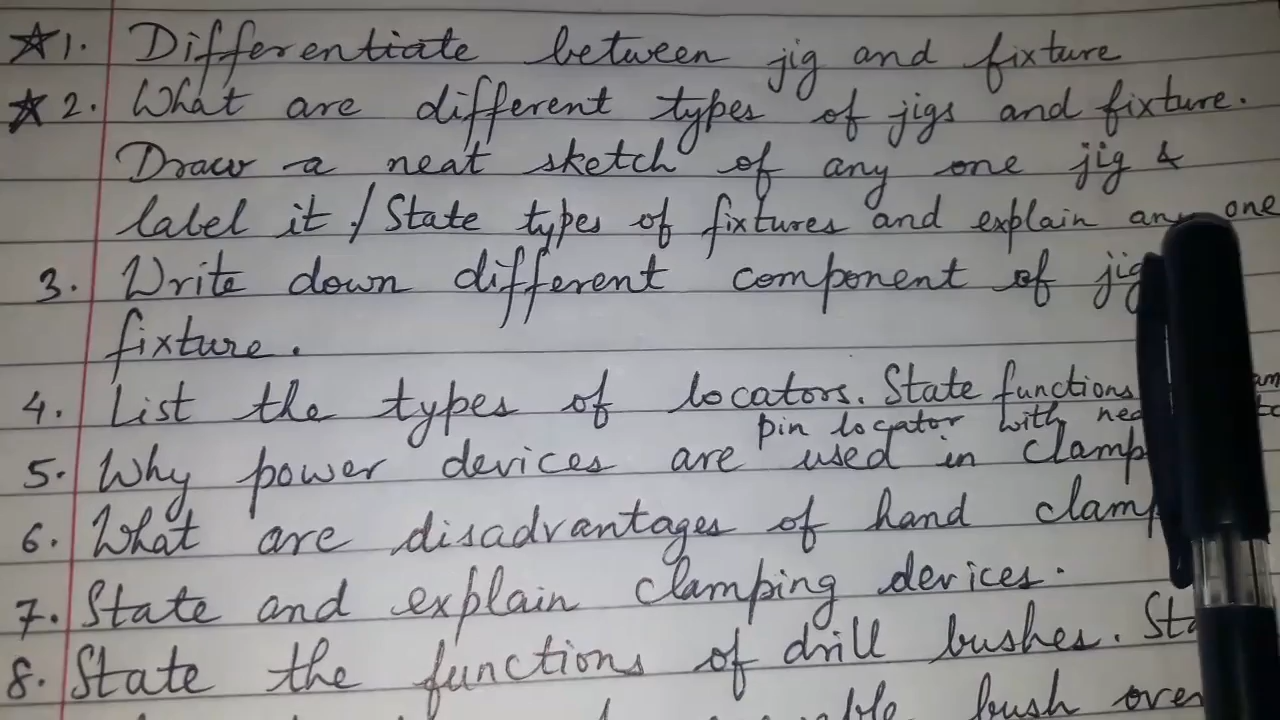 ☆1. Differentiate between jig and fixture
☆2. What are different types of jigs and fixture.
Draw a neat sketch of any one jig &
label it / State types of fixtures and explain any one
3. Write down different component of jig
fixture.
4. List the types of locators. State functions
pin locator with
5. Why power devices are used in clamp
6. What are disadvantages of hand clamp
7. State and explain clamping devices.
8. State the functions of drill bushes.
bush over